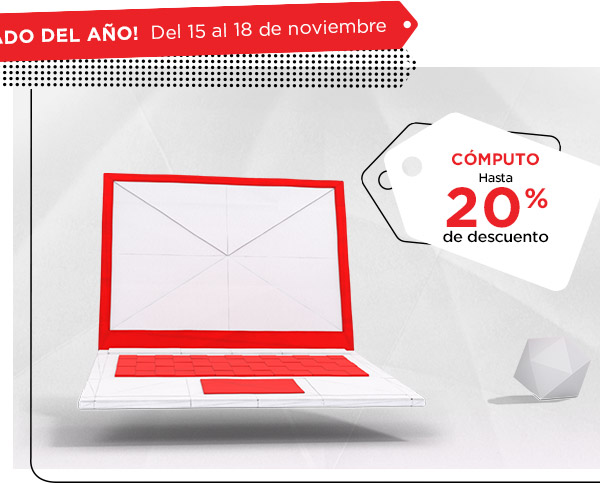 ADO DEL AÑO! Del 15 al 18 de noviembre
CÓMPUTO
Hasta
20%
de descuento